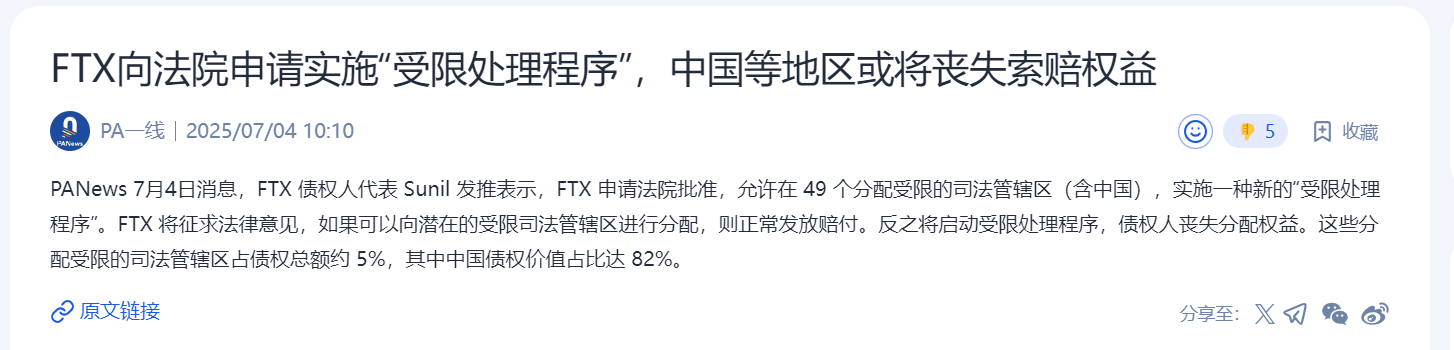 FTX向法院申请实施“受限处理程序”，中国等地区或将丧失索赔权益
PANews
PA一线 | 2025/07/04 10:10
5
收藏
PANews 7月4日消息，FTX 债权人代表 Sunil 发推表示，FTX 申请法院批准，允许在 49 个分配受限的司法管辖区（含中国），实施一种新的“受限处理
程序”。FTX 将征求法律意见，如果可以向潜在的受限司法管辖区进行分配，则正常发放赔付。反之将启动受限处理程序，债权人丧失分配权益。这些分
配受限的司法管辖区占债权总额约 5%，其中中国债权价值占比达 82%。
原文链接
分享至：